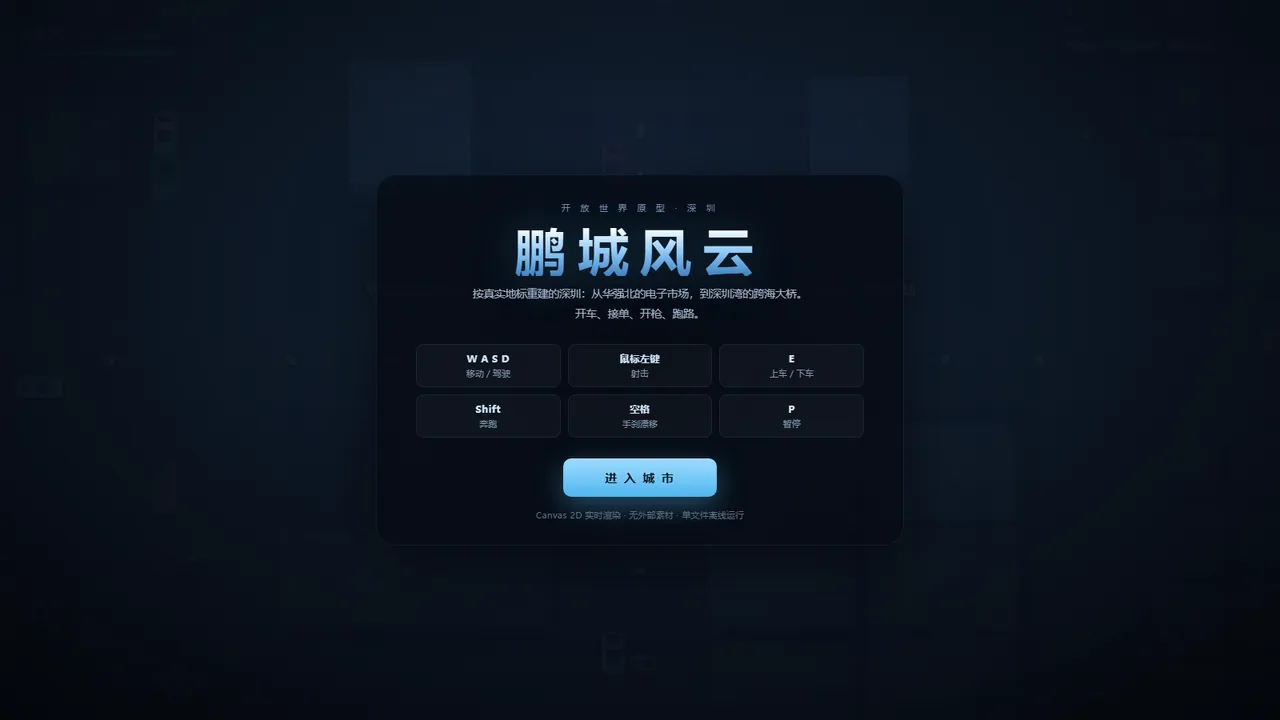 开放世界原型·深圳
鹏城风云
按真实地标重建的深圳：从华强北的电子市场，到深圳湾的跨海大桥。
开车、接单、开枪、跑路。
W A S D
移动 / 驾驶
鼠标左键
射击
E
上车 / 下车
Shift
奔跑
空格
手刹漂移
P
暂停
进入城市
Canvas 2D 实时渲染 · 无外部素材 · 单文件离线运行